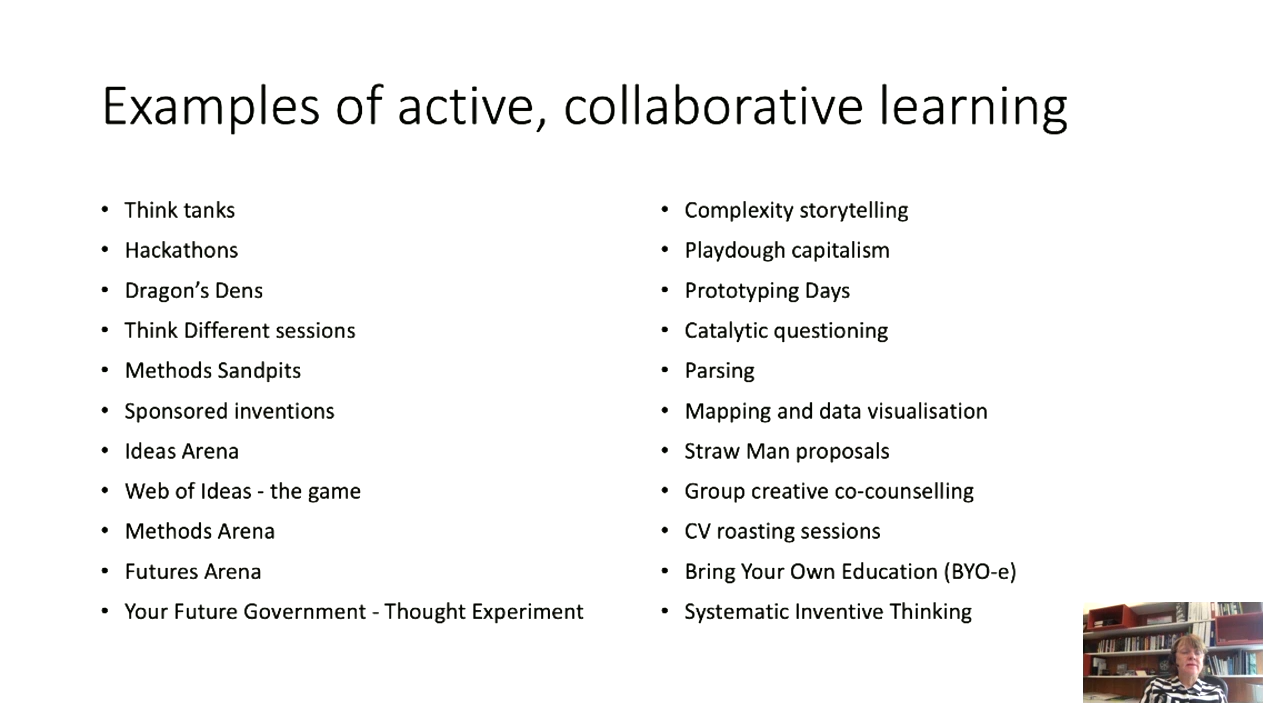 Examples of active, collaborative learning
• Think tanks
• Hackathons
• Dragon’s Dens
• Think Different sessions
• Methods Sandpits
• Sponsored inventions
• Ideas Arena
• Web of Ideas - the game
• Methods Arena
• Futures Arena
• Your Future Government - Thought Experiment
• Complexity storytelling
• Playdough capitalism
• Prototyping Days
• Catalytic questioning
• Parsing
• Mapping and data visualisation
• Straw Man proposals
• Group creative co-counselling
• CV roasting sessions
• Bring Your Own Education (BYO-e)
• Systematic Inventive Thinking